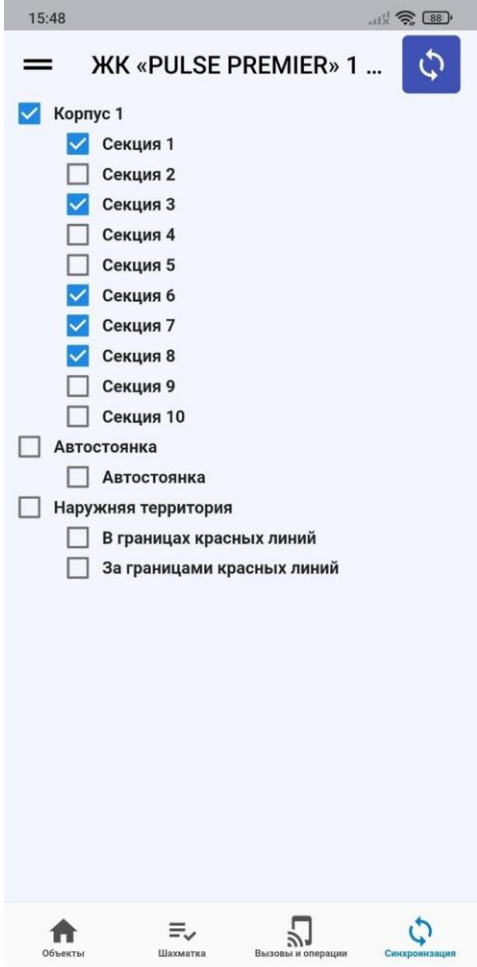 15:48
88
ЖК «PULSE PREMIER» 1 ...
Корпус 1
Секция 1
Секция 2
Секция 3
Секция 4
Секция 5
Секция 6
Секция 7
Секция 8
Секция 9
Секция 10
Автостоянка
Автостоянка
Наружняя территория
В границах красных линий
За границами красных линий
Объекты Шахматка Вызовы и операции Синхроинзация